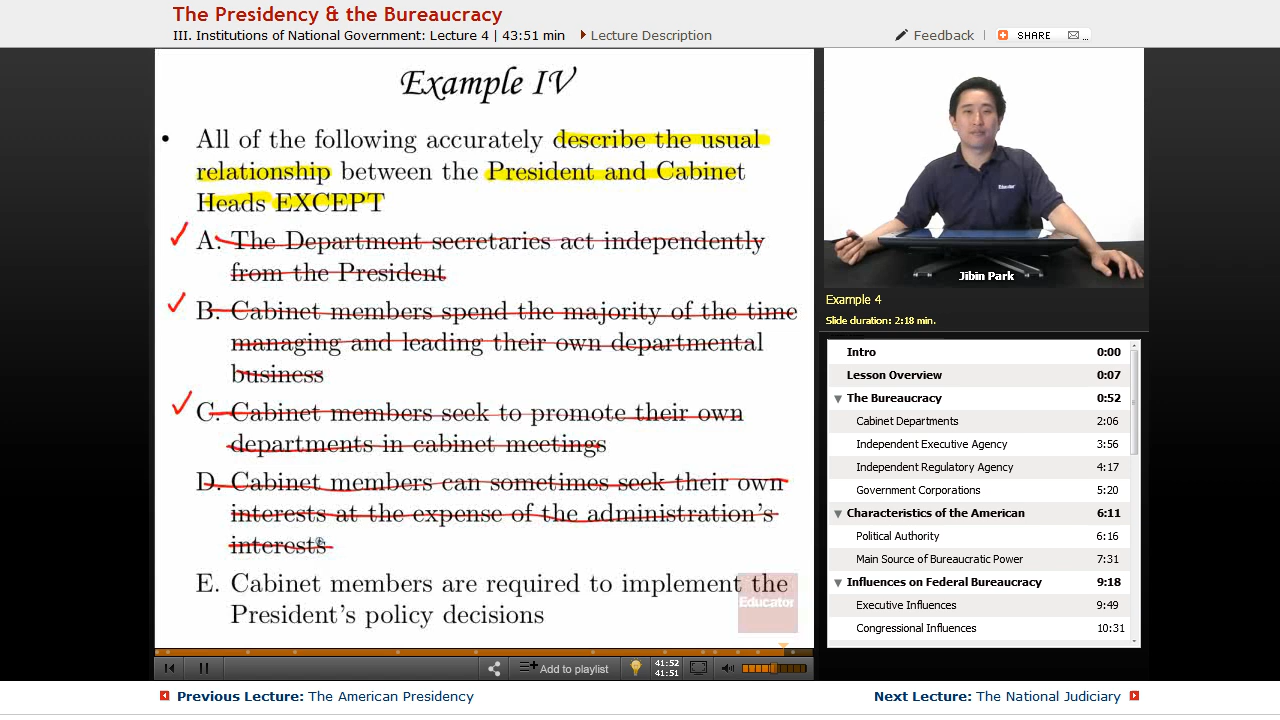 The Presidency & the Bureaucracy
III. Institutions of National Government: Lecture 4 | 43:51 min Lecture Description
Feedback | SHARE ...
Example IV
• All of the following accurately describe the usual
relationship between the President and Cabinet
Heads EXCEPT
A. The Department secretaries act independently
from the President
B. Cabinet members spend the majority of the time
managing and leading their own departmental
business
C. Cabinet members seek to promote their own
departments in cabinet meetings
D. Cabinet members can sometimes seek their own
interests at the expense of the administration's
interests
E. Cabinet members are required to implement the
President's policy decisions
Educator
Educator
Jibin Park
Example 4
Slide duration: 2:18 min.
Intro 0:00
Lesson Overview 0:07
The Bureaucracy 0:52
Cabinet Departments 2:06
Independent Executive Agency 3:56
Independent Regulatory Agency 4:17
Government Corporations 5:20
Characteristics of the American 6:11
Political Authority 6:16
Main Source of Bureaucratic Power 7:31
Influences on Federal Bureaucracy 9:18
Executive Influences 9:49
Congressional Influences 10:31
Add to playlist
41:52
41:51
Previous Lecture: The American Presidency
Next Lecture: The National Judiciary